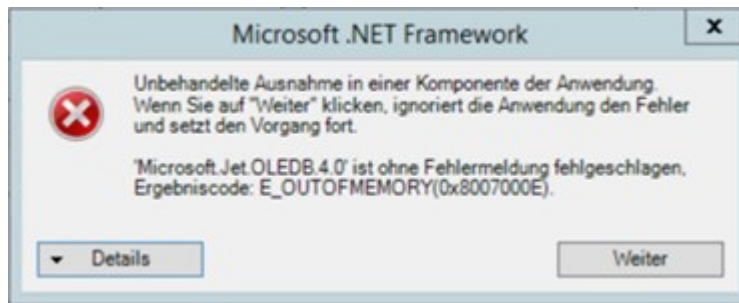 Microsoft .NET Framework
x
Unbehandelte Ausnahme in einer Komponente der Anwendung.
Wenn Sie auf "Weiter" klicken, ignoriert die Anwendung den Fehler
und setzt den Vorgang fort.
'Microsoft.Jet.OLEDB.4.0' ist ohne Fehlermeldung fehlgeschlagen,
Ergebniscode: E_OUTOFMEMORY(0x8007000E).
Details
Weiter